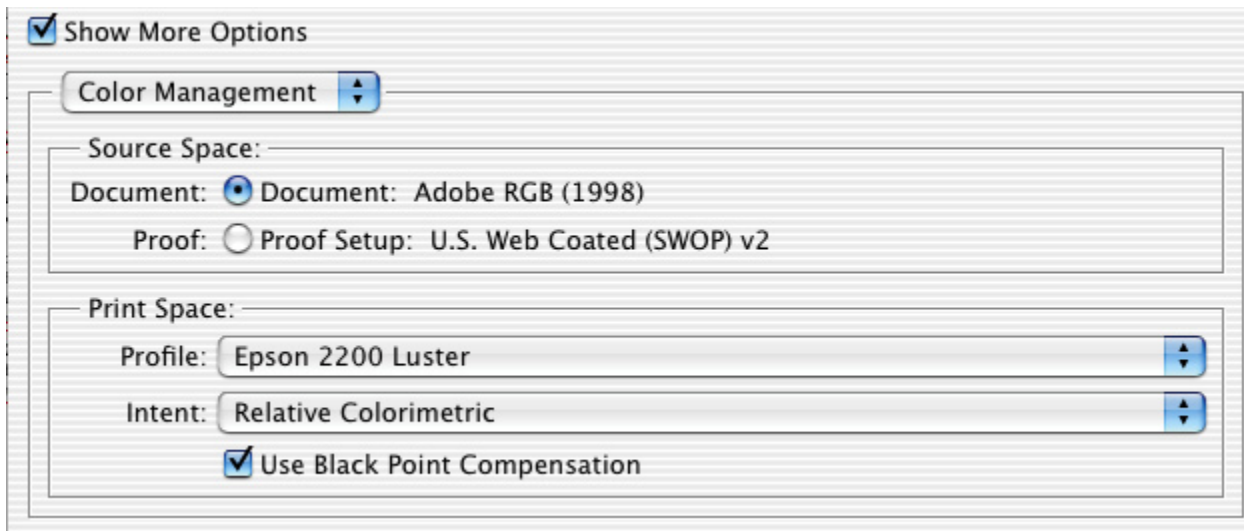 Show More Options
Color Management
Source Space:
Document: Document: Adobe RGB (1998)
Proof: Proof Setup: U.S. Web Coated (SWOP) v2
Print Space:
Profile: Epson 2200 Luster
Intent: Relative Colorimetric
Use Black Point Compensation